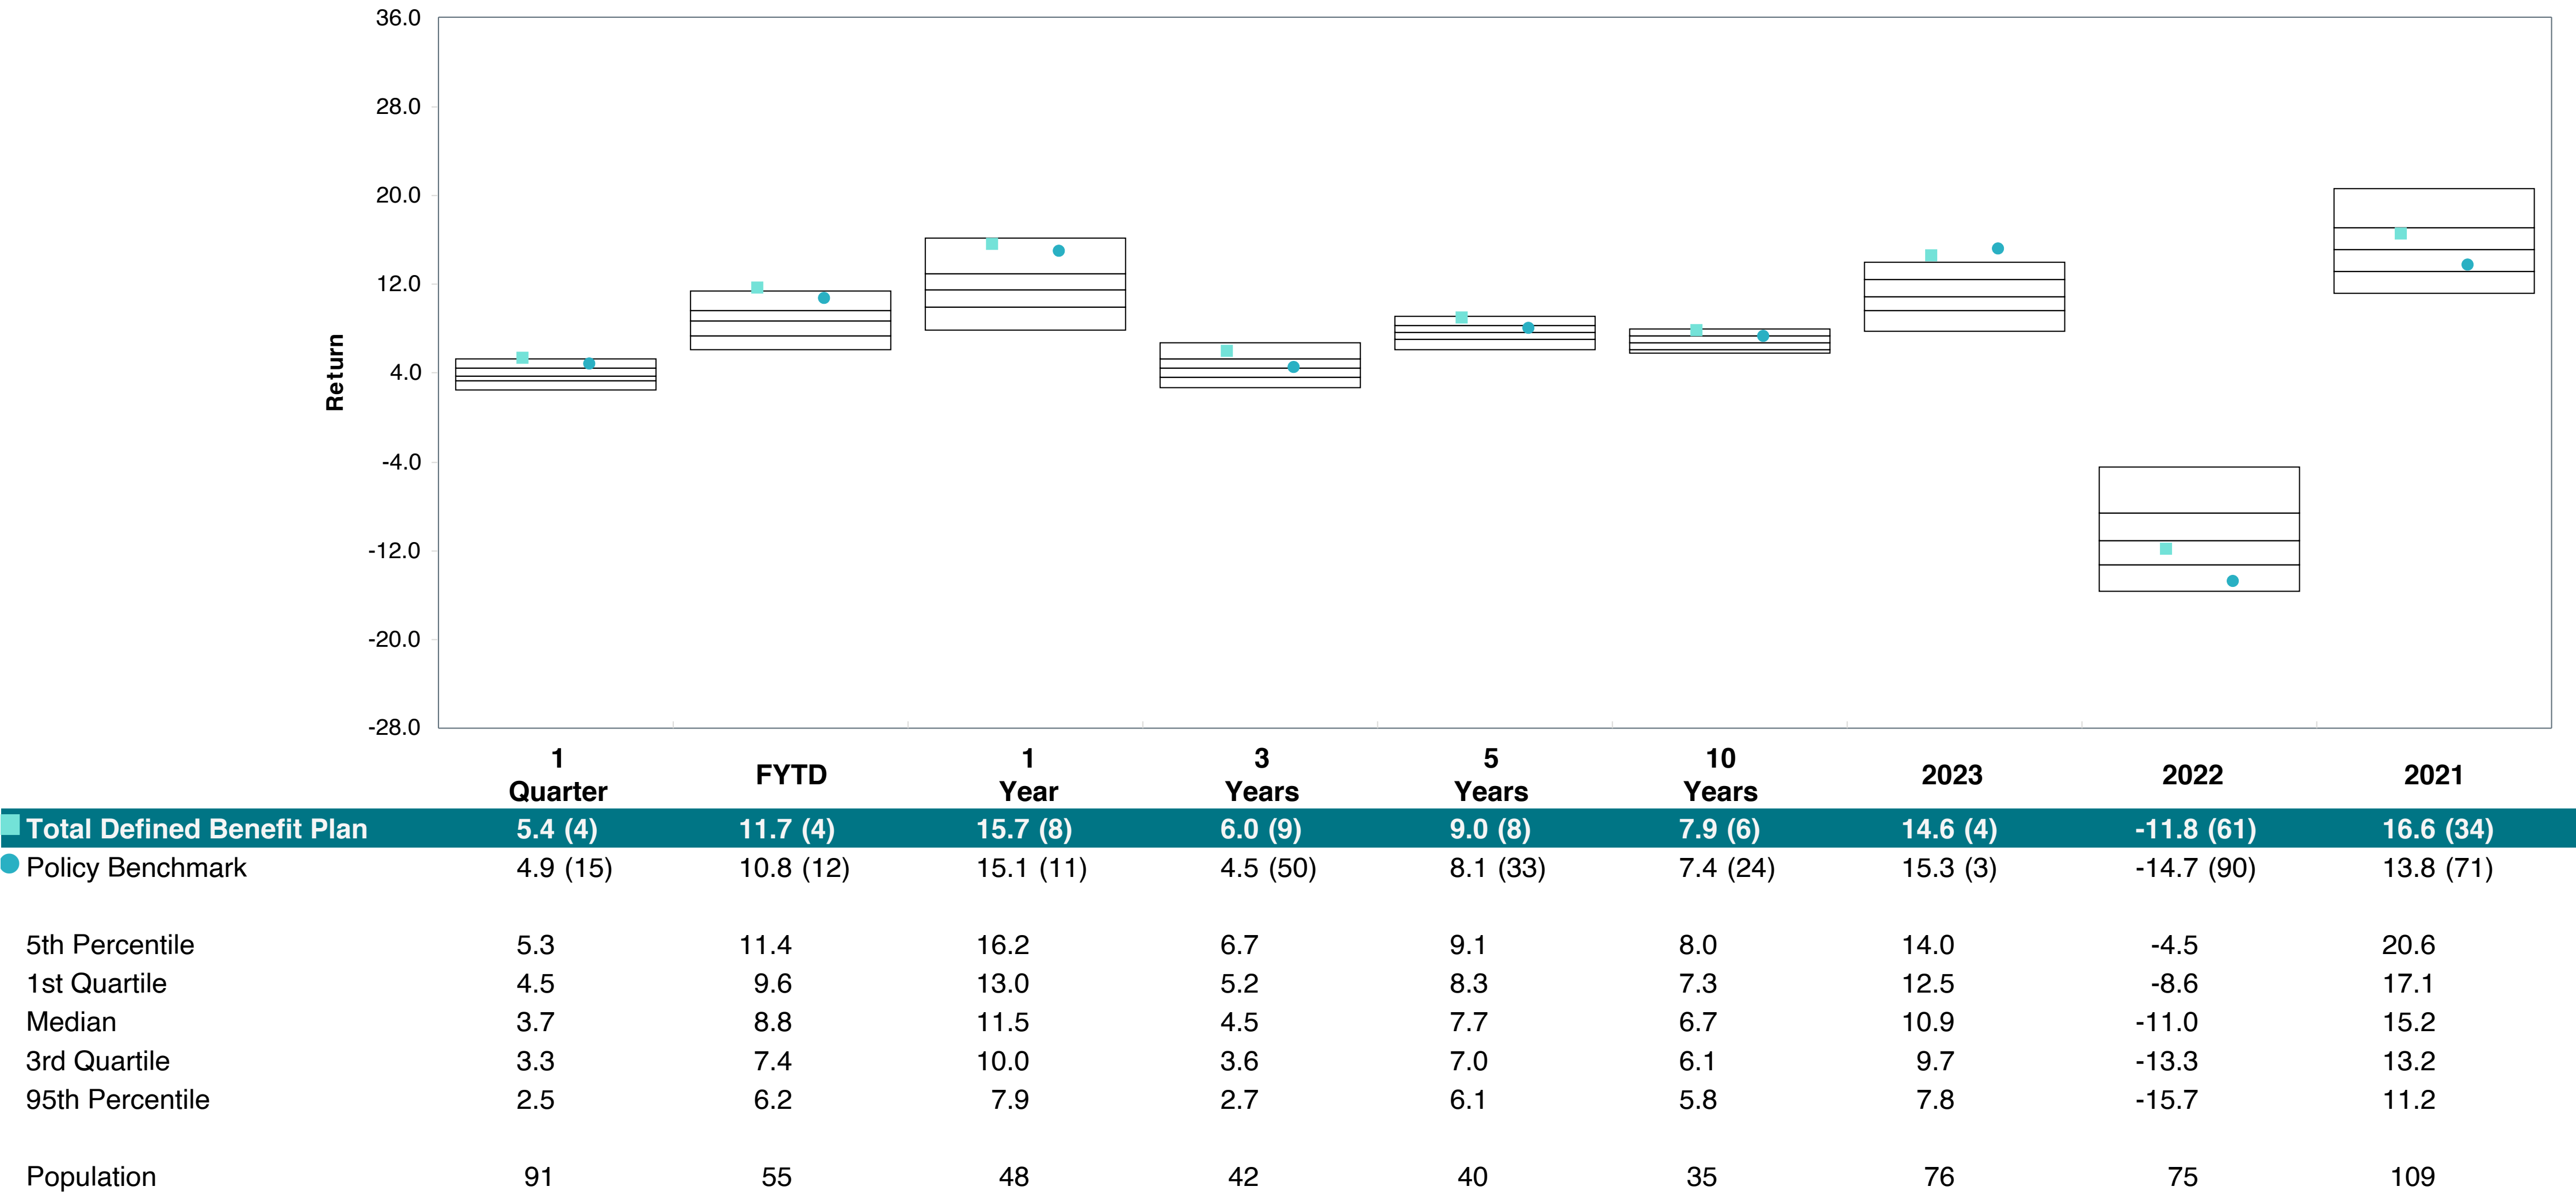 36.0
28.0
20.0
12.0
4.0
-4.0
-12.0
-20.0
-28.0
Return
1 Quarter FYTD 1 Year 3 Years 5 Years 10 Years 2023 2022 2021
Total Defined Benefit Plan 5.4 (4) 11.7 (4) 15.7 (8) 6.0 (9) 9.0 (8) 7.9 (6) 14.6 (4) -11.8 (61) 16.6 (34)
Policy Benchmark 4.9 (15) 10.8 (12) 15.1 (11) 4.5 (50) 8.1 (33) 7.4 (24) 15.3 (3) -14.7 (90) 13.8 (71)
5th Percentile 5.3 11.4 16.2 6.7 9.1 8.0 14.0 -4.5 20.6
1st Quartile 4.5 9.6 13.0 5.2 8.3 7.3 12.5 -8.6 17.1
Median 3.7 8.8 11.5 4.5 7.7 6.7 10.9 -11.0 15.2
3rd Quartile 3.3 7.4 10.0 3.6 7.0 6.1 9.7 -13.3 13.2
95th Percentile 2.5 6.2 7.9 2.7 6.1 5.8 7.8 -15.7 11.2
Population 91 55 48 42 40 35 76 75 109